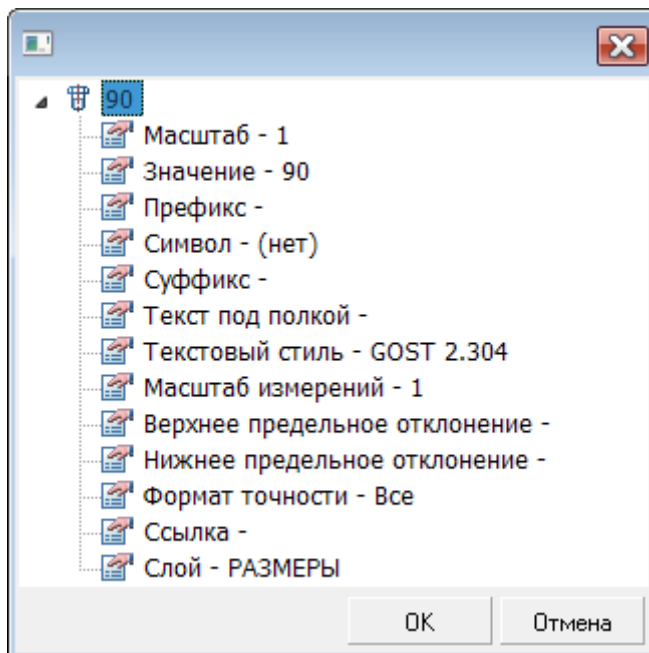 90
Масштаб - 1
Значение - 90
Префикс -
Символ - (нет)
Суффикс -
Текст под полкой -
Текстовый стиль - GOST 2.304
Масштаб измерений - 1
Верхнее предельное отклонение -
Нижнее предельное отклонение -
Формат точности - Все
Ссылка -
Слой - РАЗМЕРЫ
OK Отмена